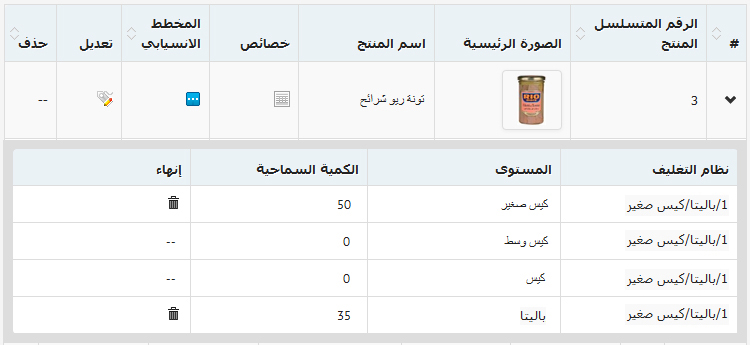 # الرقم المتسلسل المنتج الصورة الرئيسية اسم المنتج خصائص المخطط الانسيابي تعديل حذف
3 RIO تونة ريو شرائح --
نظام التغليف المستوى الكمية السماحية إنهاء
1/باليتا/كيس صغير كيس صغير 50
1/باليتا/كيس صغير كيس وسط 0 --
1/باليتا/كيس صغير كيس 0 --
1/باليتا/كيس صغير باليتا 35